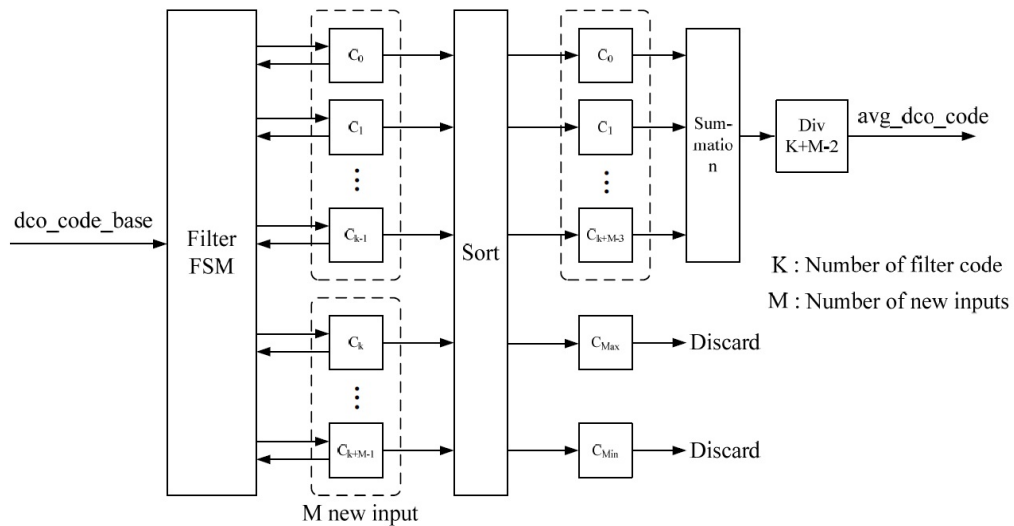 dco_code_base
Filter
FSM
C0
C1
Ck-1
Ck
Ck+M-1
M new input
Sort
C0
C1
Ck+M-3
CMax
CMin
Discard
Discard
Sum-
matio
n
Div
K+M-2
avg_dco_code
K : Number of filter code
M : Number of new inputs